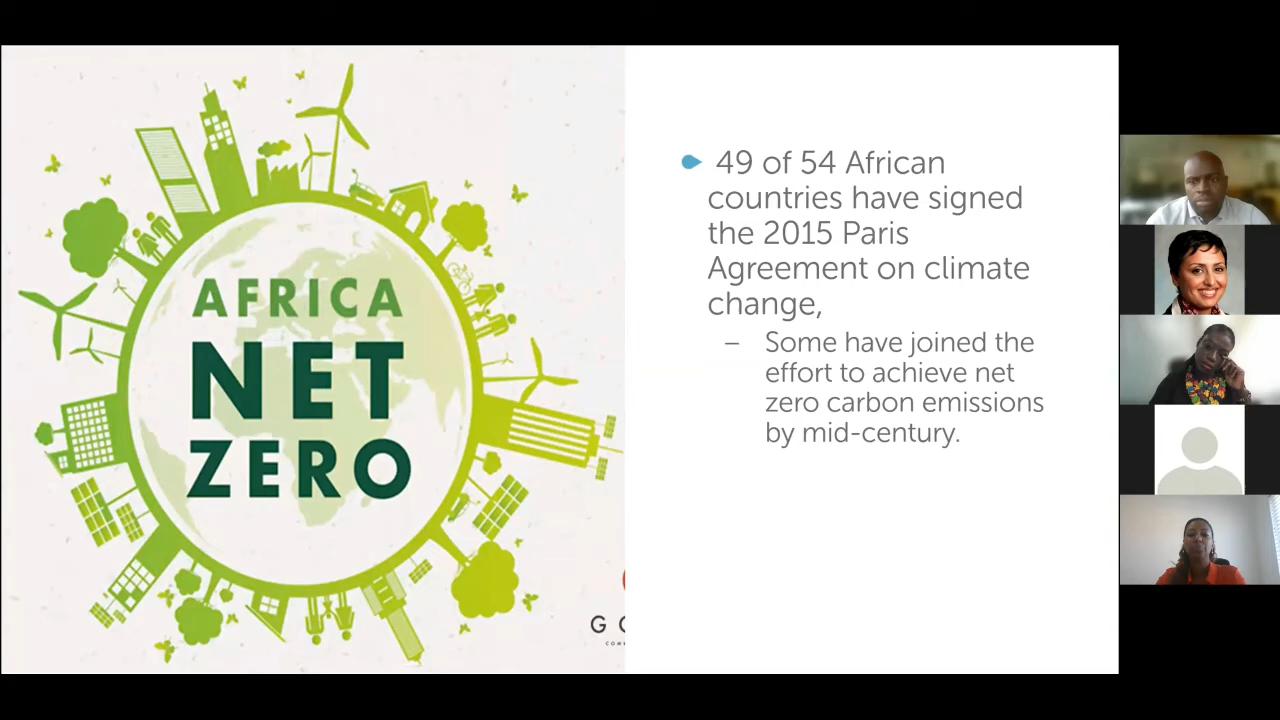 AFRICA
NET
ZERO
49 of 54 African
countries have signed
the 2015 Paris
Agreement on climate
change,
– Some have joined the
effort to achieve net
zero carbon emissions
by mid-century.